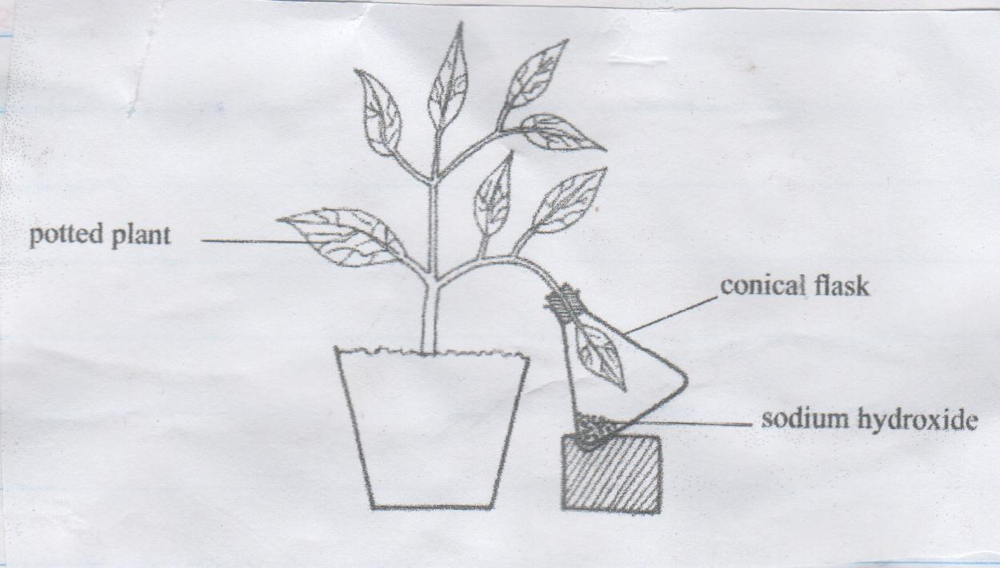 potted plant
conical flask
sodium hydroxide